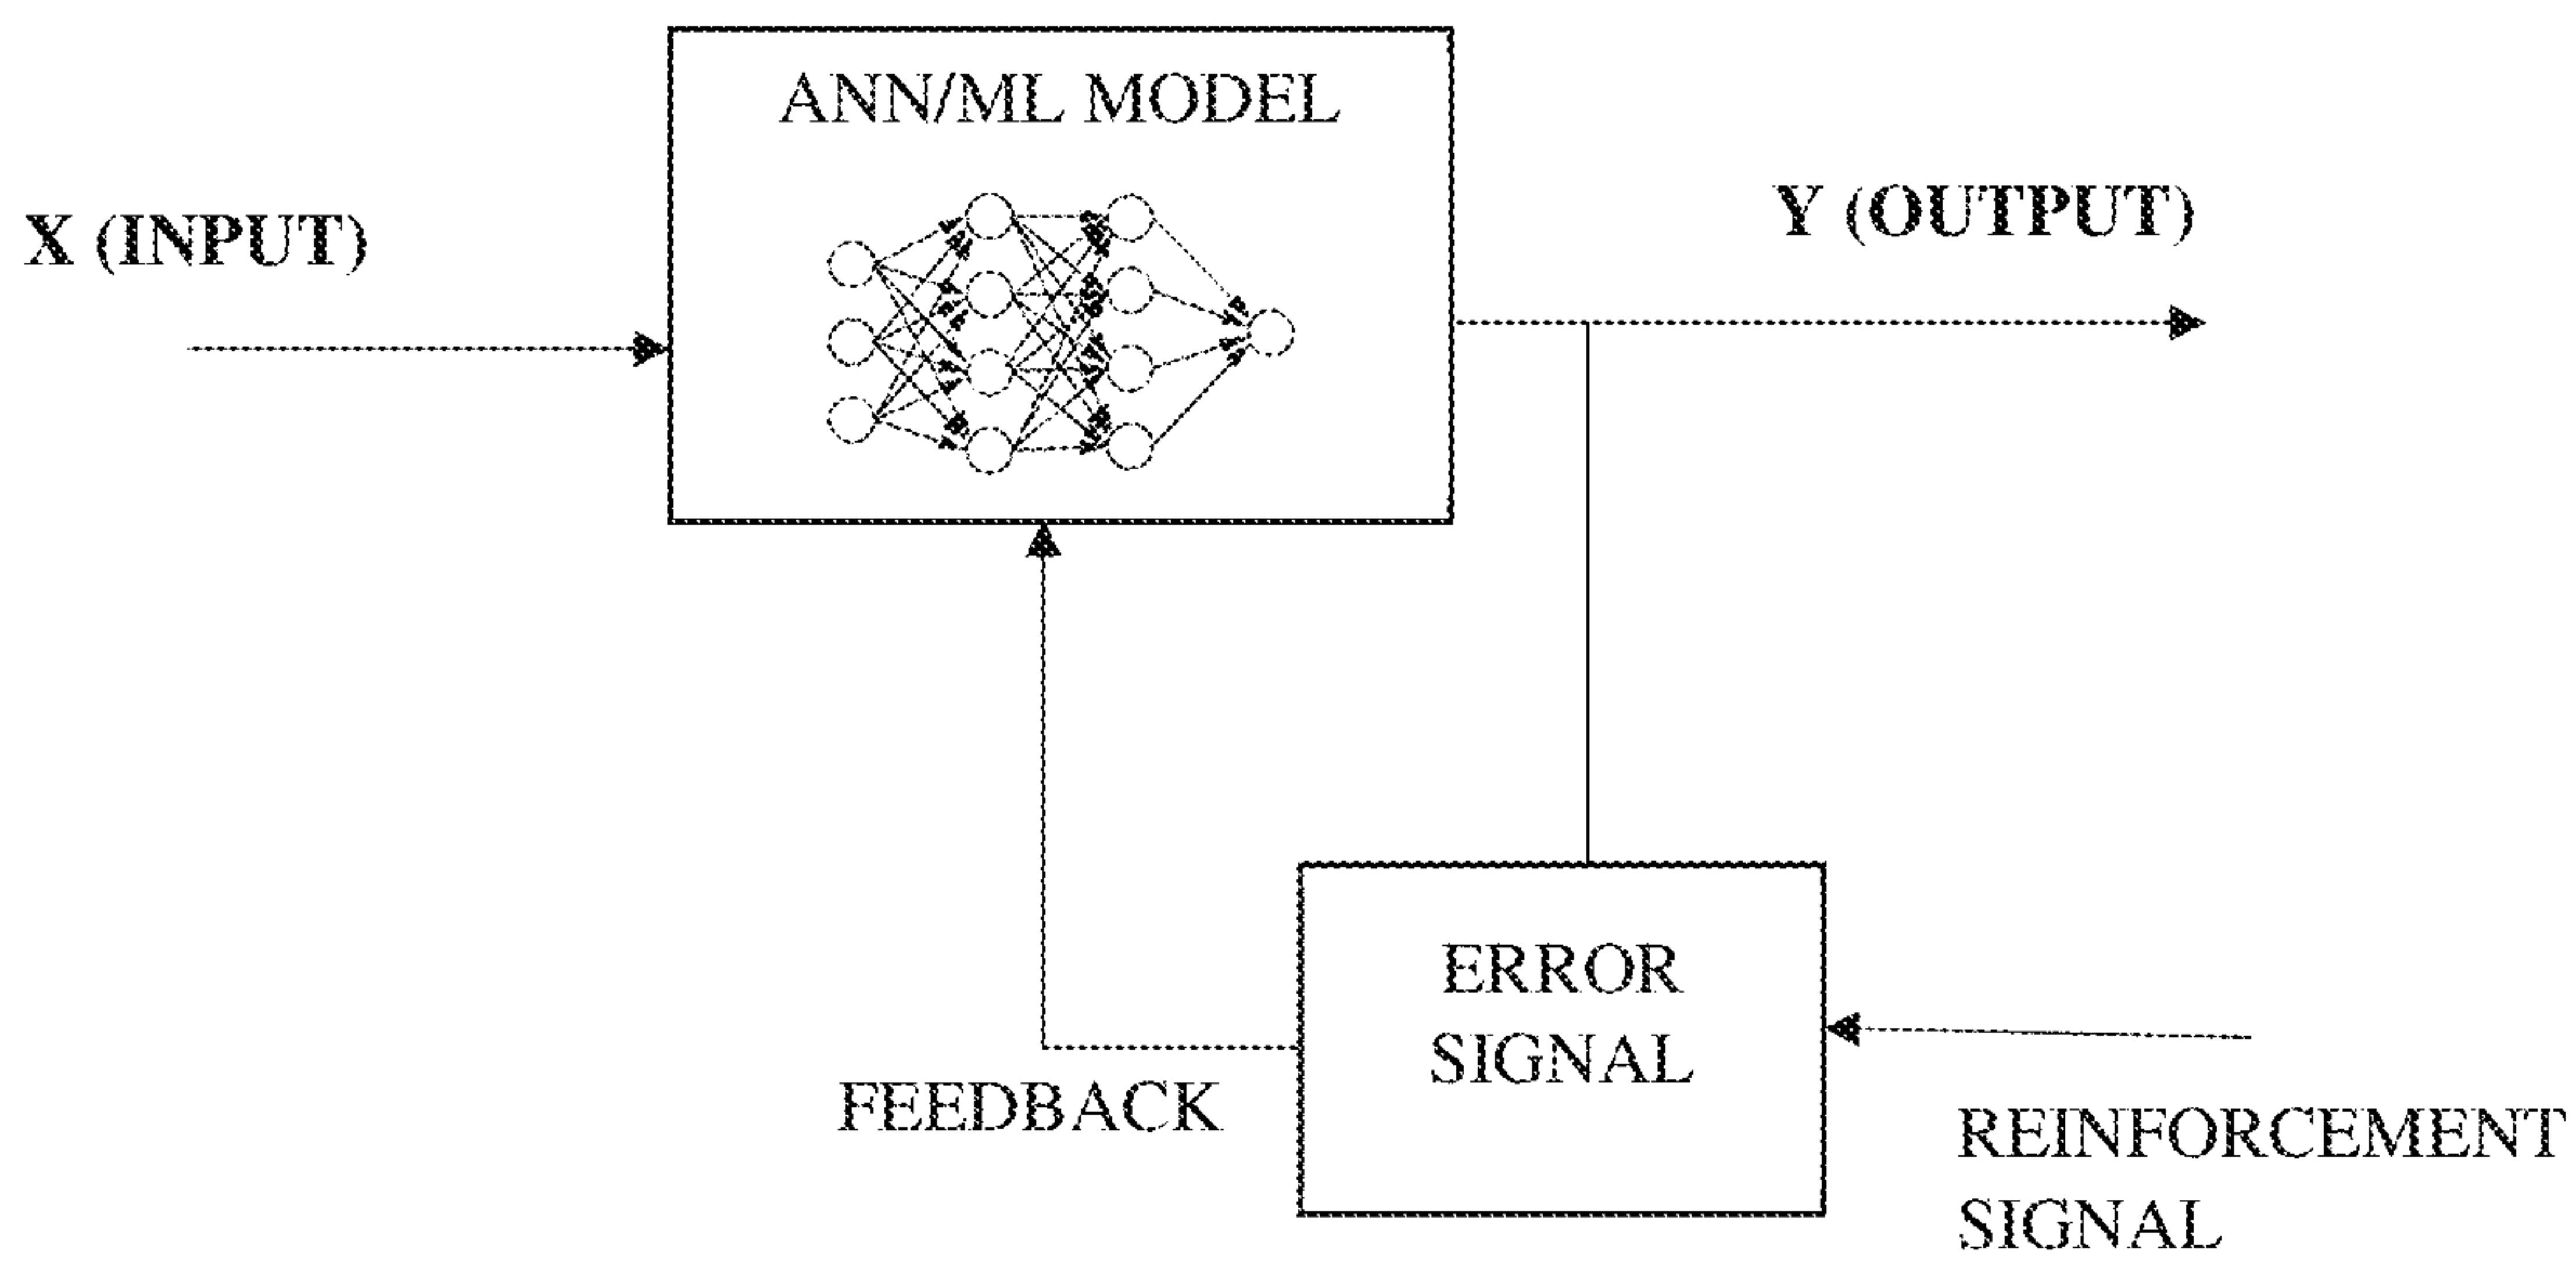 ANN/ML MODEL
X (INPUT)
Y (OUTPUT)
ERROR
SIGNAL
FEEDBACK
REINFORCEMENT
SIGNAL